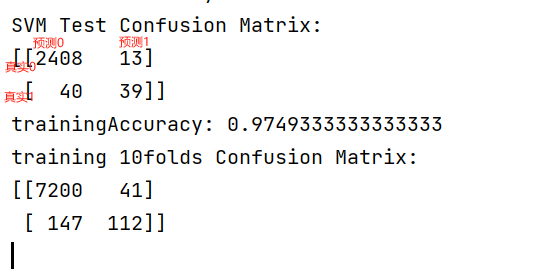 SVM Test Confusion Matrix:
预测0 预测1
[[2408 13]
真实0
[ 40 39]]
真实1
trainingAccuracy: 0.9749333333333333
training 10folds Confusion Matrix:
[[7200 41]
[ 147 112]]